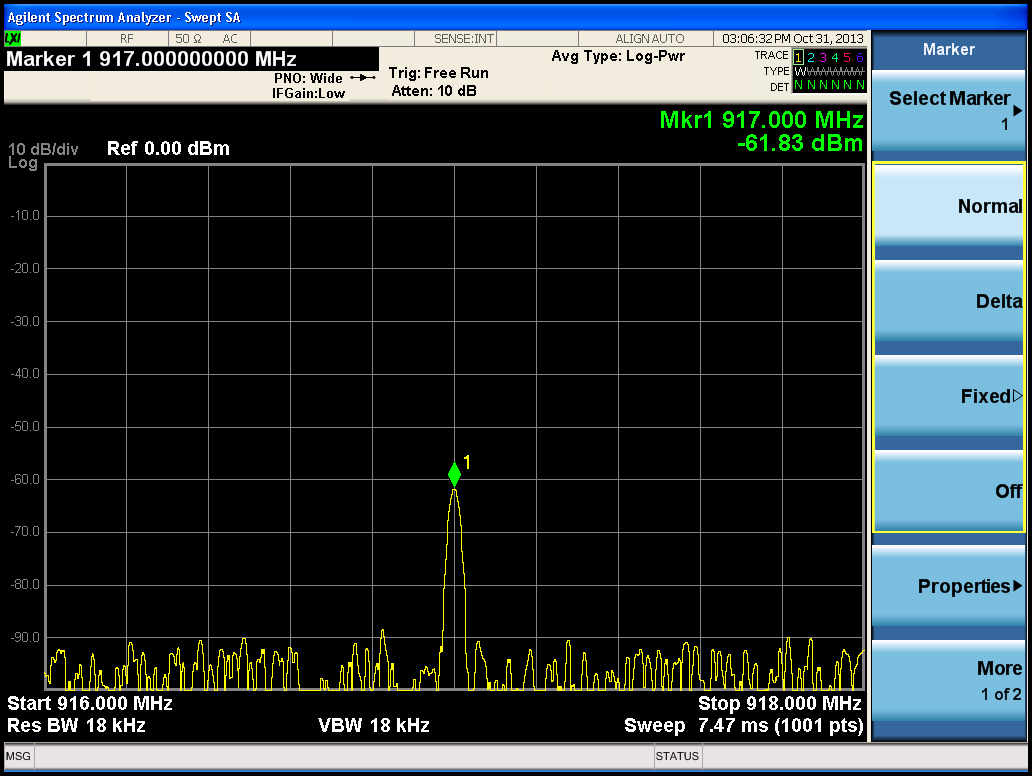 Agilent Spectrum Analyzer - Swept SA
LXI RF 50 Ω AC SENSE:INT ALIGN AUTO 03:06:32 PM Oct 31, 2013
Marker 1 917.000000000 MHz
PNO: Wide
IFGain:Low
Trig: Free Run
Atten: 10 dB
Avg Type: Log-Pwr
TRACE 1 2 3 4 5 6
TYPE W
DET N N N N N N
Mkr1 917.000 MHz
-61.83 dBm
10 dB/div
Log
Ref 0.00 dBm
-10.0
-20.0
-30.0
-40.0
-50.0
-60.0
-70.0
-80.0
-90.0
1
Start 916.000 MHz
Stop 918.000 MHz
Res BW 18 kHz
VBW 18 kHz
Sweep 7.47 ms (1001 pts)
MSG
STATUS
Marker
Select Marker
1
Normal
Delta
Fixed
Off
Properties
More
1 of 2